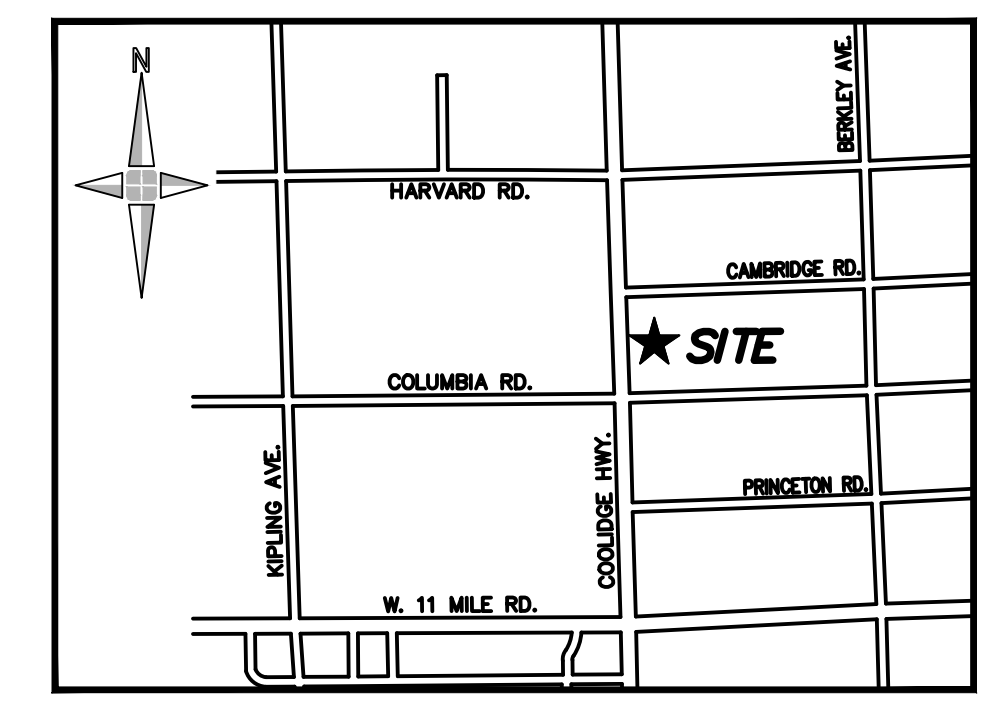 N
BERKLEY AVE.
HARVARD RD.
CAMBRIDGE RD.
SITE
COLUMBIA RD.
KIPLING AVE.
COOLIDGE HWY.
PRINCETON RD.
W. 11 MILE RD.